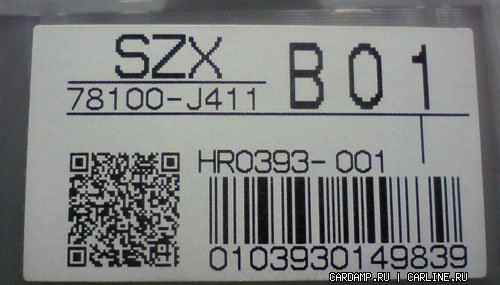 SZX B01
78100-J411
HR0393-001
0103930149839
CARDAMP.RU | CARLINE.RU